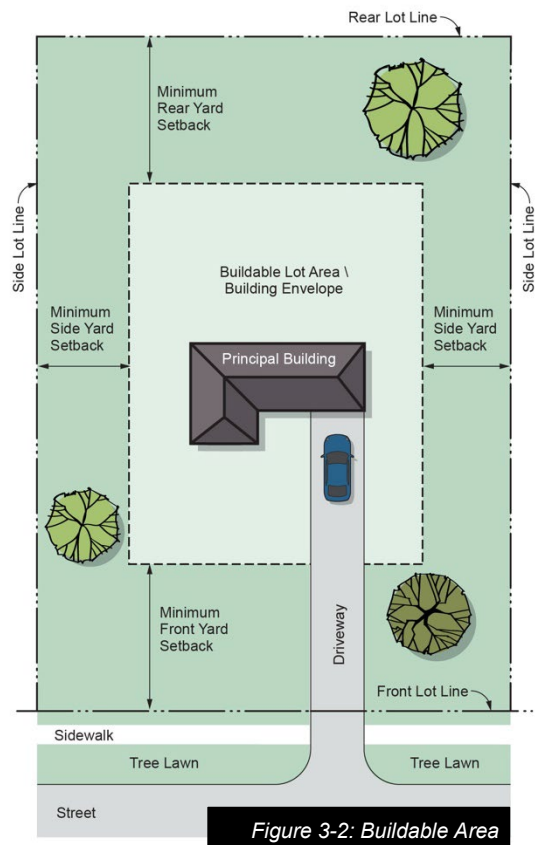 Rear Lot Line
Minimum
Rear Yard
Setback
Side Lot Line
Side Lot Line
Buildable Lot Area \
Building Envelope
Minimum
Side Yard
Setback
Minimum
Side Yard
Setback
Principal Building
Minimum
Front Yard
Setback
Driveway
Front Lot Line
Sidewalk
Tree Lawn
Tree Lawn
Street
Figure 3-2: Buildable Area